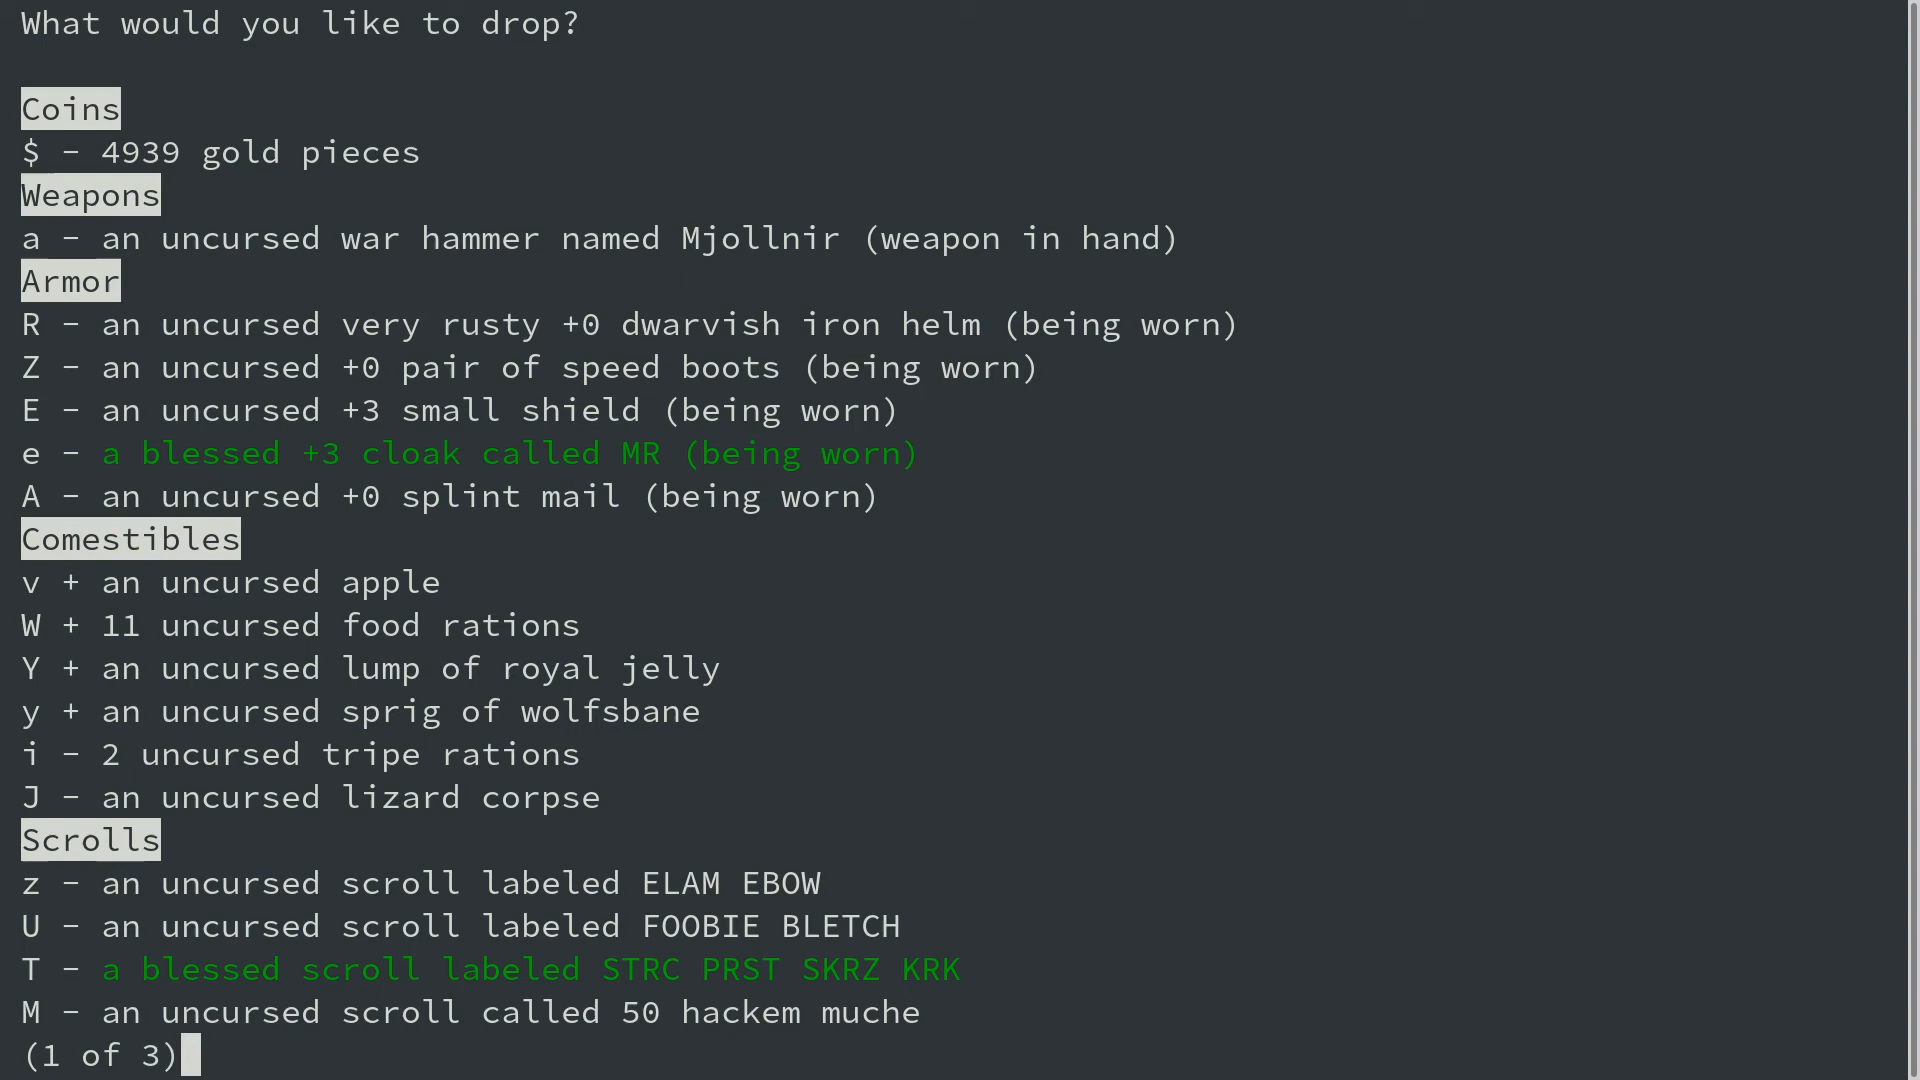 What would you like to drop?
Coins
$ - 4939 gold pieces
Weapons
a - an uncursed war hammer named Mjollnir (weapon in hand)
Armor
R - an uncursed very rusty +0 dwarvish iron helm (being worn)
Z - an uncursed +0 pair of speed boots (being worn)
E - an uncursed +3 small shield (being worn)
e - a blessed +3 cloak called MR (being worn)
A - an uncursed +0 splint mail (being worn)
Comestibles
v + an uncursed apple
W + 11 uncursed food rations
Y + an uncursed lump of royal jelly
y + an uncursed sprig of wolfsbane
i - 2 uncursed tripe rations
J - an uncursed lizard corpse
Scrolls
z - an uncursed scroll labeled ELAM EBOW
U - an uncursed scroll labeled FOOBIE BLETCH
T - a blessed scroll labeled STRC PRST SKRZ KRK
M - an uncursed scroll called 50 hackem muche
(1 of 3)